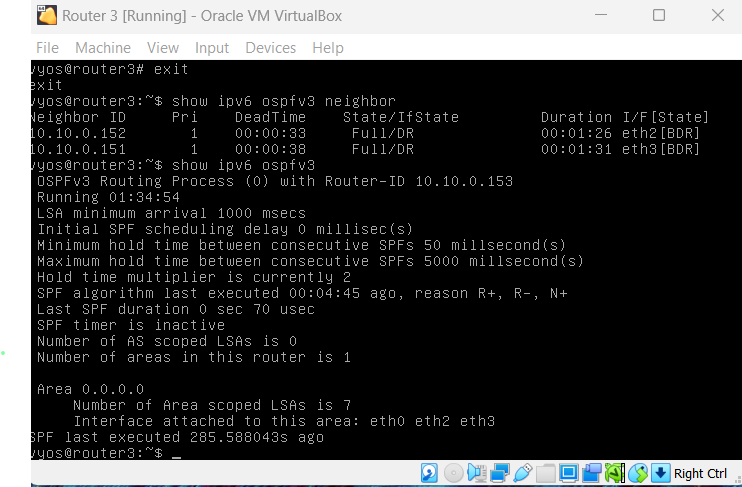 Router 3 [Running] - Oracle VM VirtualBox
File Machine View Input Devices Help
vyos@router3# exit
exit
vyos@router3:~$ show ipv6 ospfv3 neighbor
Neighbor ID Pri DeadTime State/IfState Duration I/F[State]
10.10.0.152 1 00:00:33 Full/DR 00:01:26 eth2[BDR]
10.10.0.151 1 00:00:38 Full/DR 00:01:31 eth3[BDR]
vyos@router3:~$ show ipv6 ospfv3
OSPFv3 Routing Process (0) with Router-ID 10.10.0.153
Running 01:34:54
LSA minimum arrival 1000 msecs
Initial SPF scheduling delay 0 millisec(s)
Minimum hold time between consecutive SPFs 50 millsecond(s)
Maximum hold time between consecutive SPFs 5000 millsecond(s)
Hold time multiplier is currently 2
SPF algorithm last executed 00:04:45 ago, reason R+, R-, N+
Last SPF duration 0 sec 70 usec
SPF timer is inactive
Number of AS scoped LSAs is 0
Number of areas in this router is 1
Area 0.0.0.0
Number of Area scoped LSAs is 7
Interface attached to this area: eth0 eth2 eth3
SPF last executed 285.588043s ago
vyos@router3:~$ _
Right Ctrl